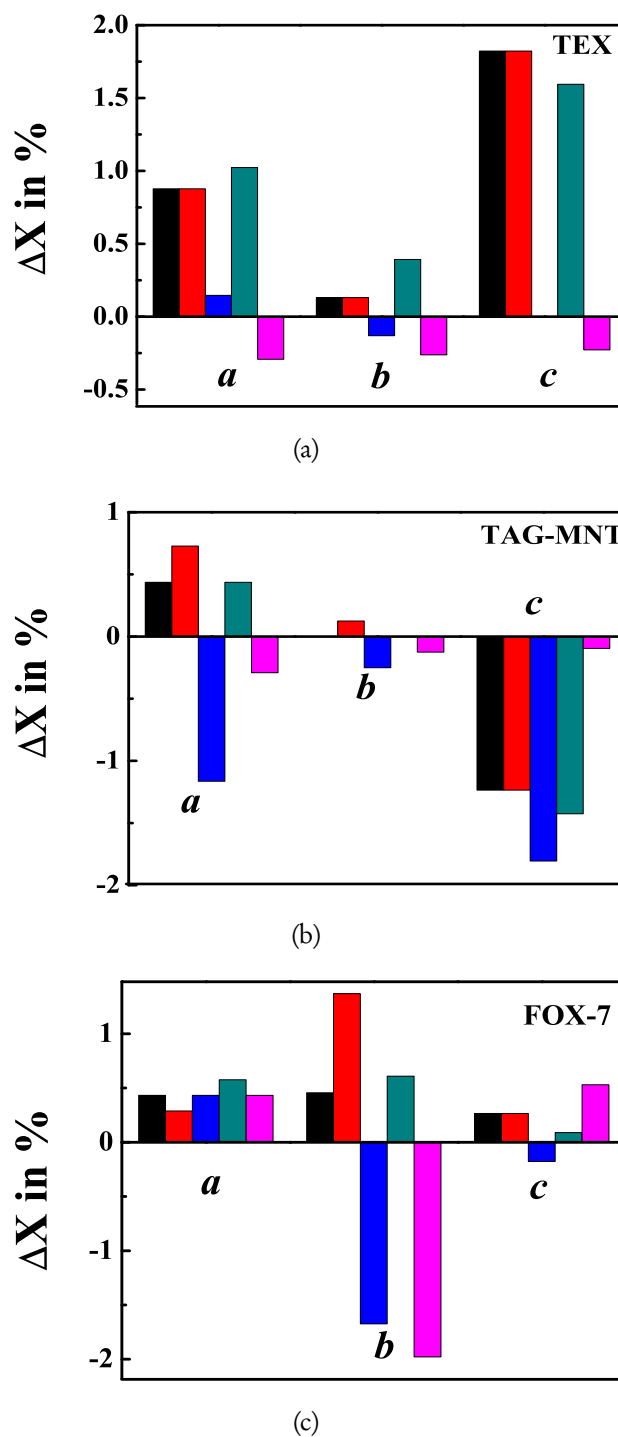 2.0
TEX
1.5
1.0
0.5
0.0
-0.5
ΔX in %
a
b
c
(a)
1
TAG-MNT
c
0
b
-1
a
-2
ΔX in %
(b)
FOX-7
1
0
a
c
-1
b
-2
ΔX in %
(c)